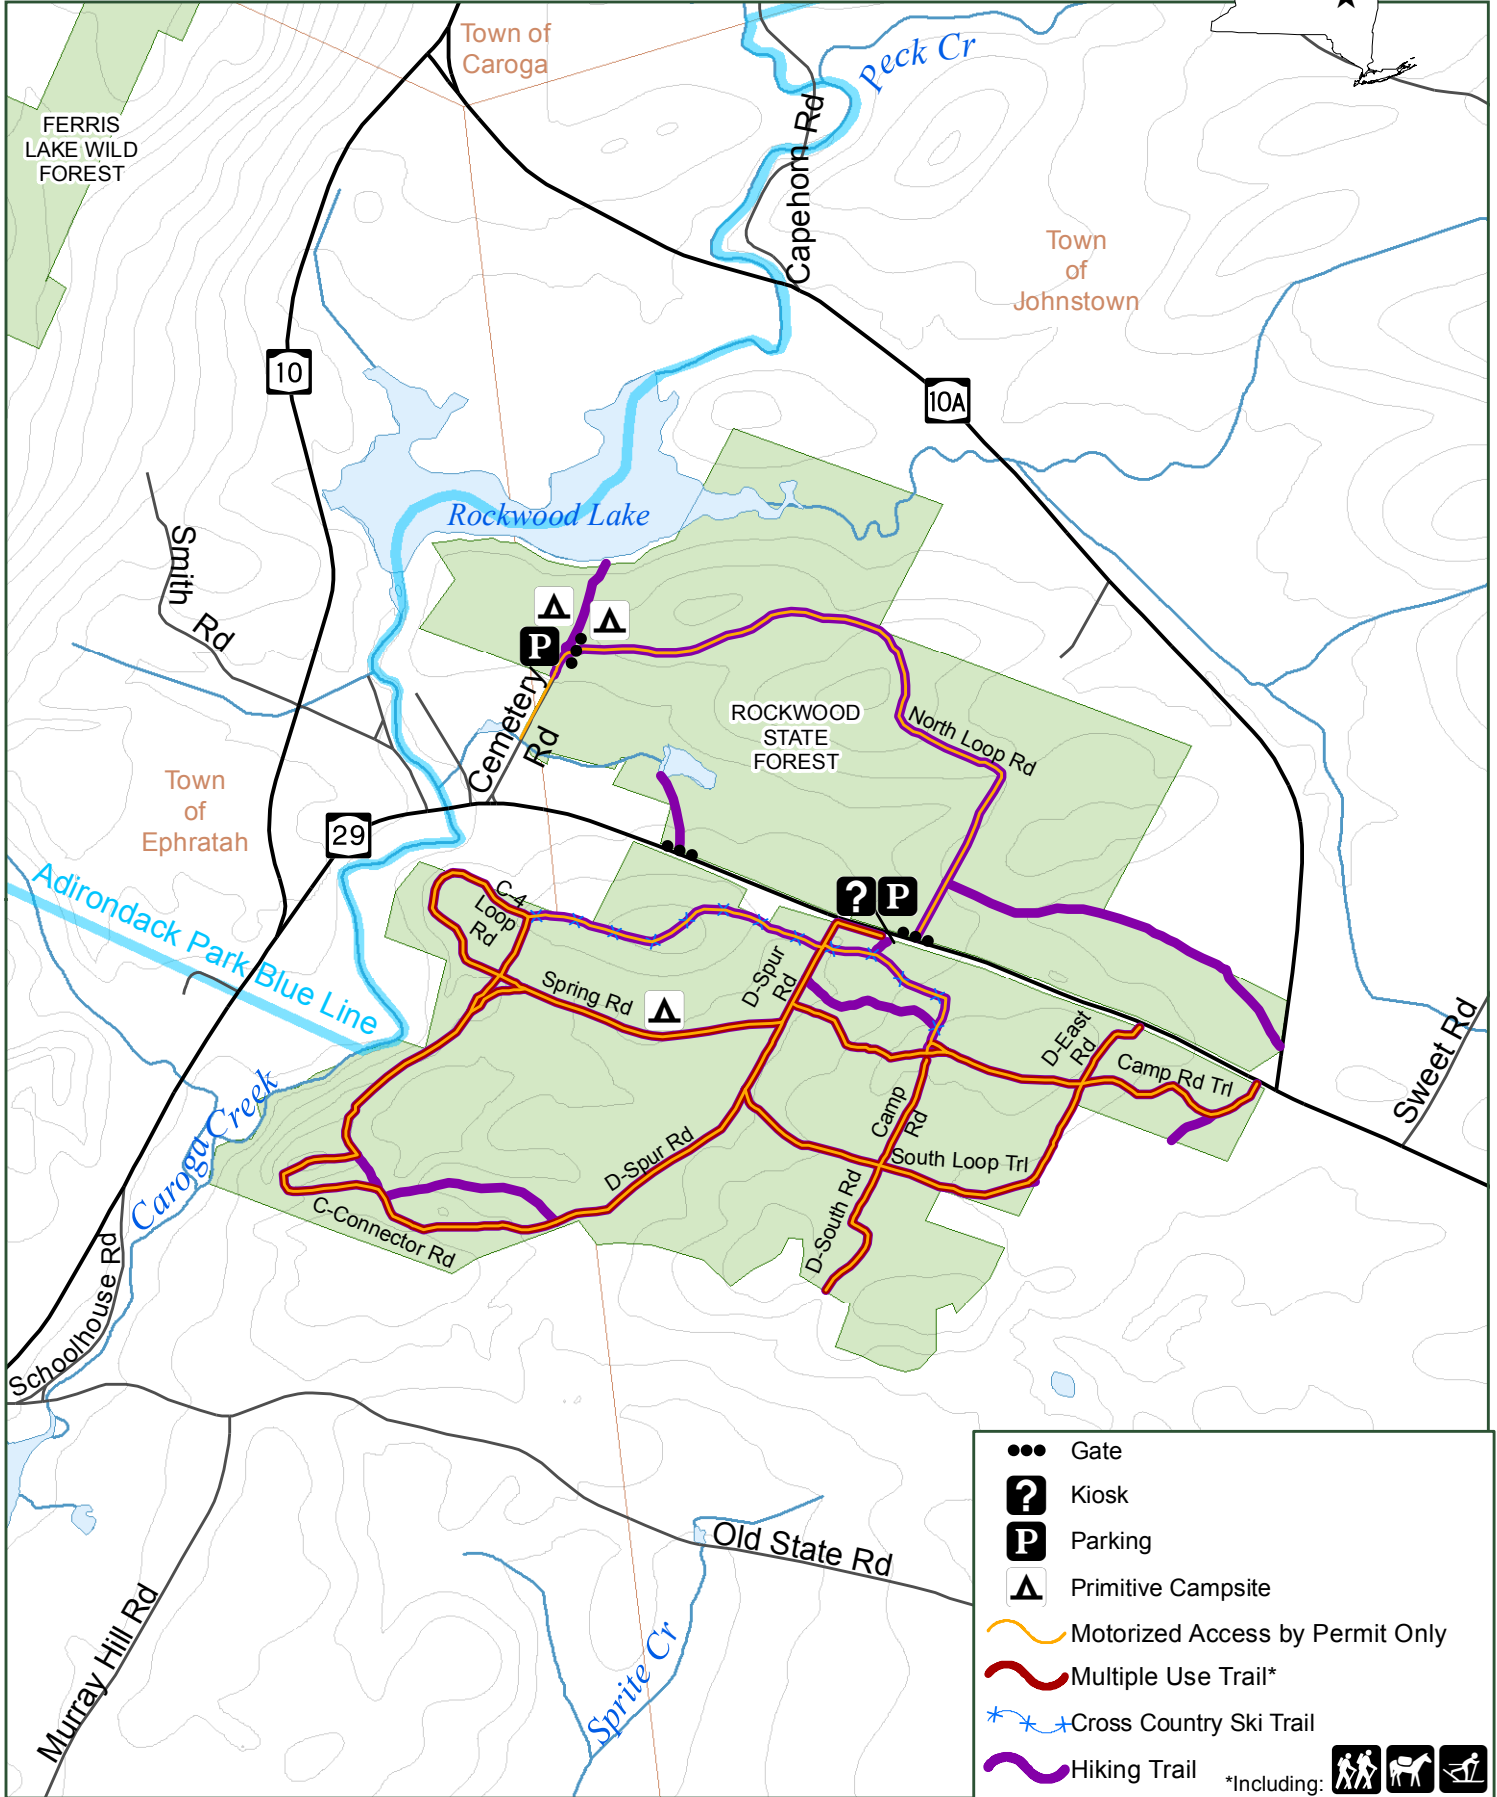 Town of
Caroga
Peck Cr
FERRIS
LAKE WILD
FOREST
Capehorn Rd
Town
of
Johnstown
10
10A
Rockwood Lake
Smith Rd
P
Cemetery
Rd
ROCKWOOD
STATE
FOREST
North Loop Rd
Town
of
Ephratah
29
Adirondack Park Blue Line
C-4
Loop
Rd
? P
D-Spur
Rd
Spring Rd
D-East
Rd
Camp Rd Trl
Sweet Rd
Caroga Creek
Camp
Rd
D-Spur Rd
South Loop Trl
D-South Rd
C-Connector Rd
Schoolhouse Rd
Old State Rd
Murray Hill Rd
Sprite Cr
Gate
? Kiosk
P Parking
Primitive Campsite
Motorized Access by Permit Only
Multiple Use Trail*
Cross Country Ski Trail
Hiking Trail
*Including: